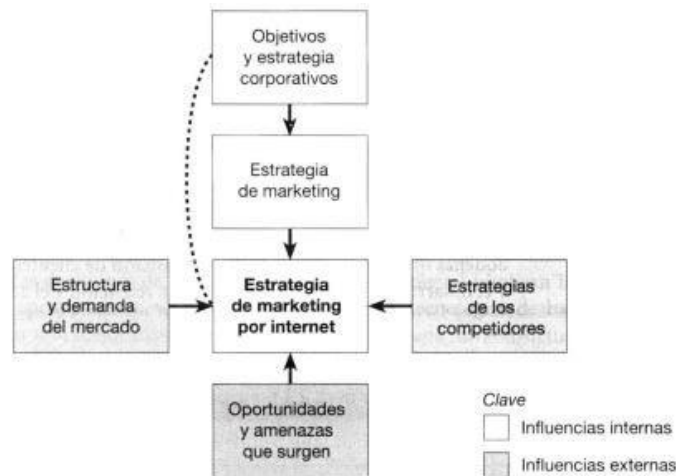 Objetivos
y estrategia
corporativos
Estrategia
de marketing
Estructura
y demanda
del mercado
Estrategia
de marketing
por internet
Estrategias
de los
competidores
Oportunidades
y amenazas
que surgen
Clave
Influencias internas
Influencias externas